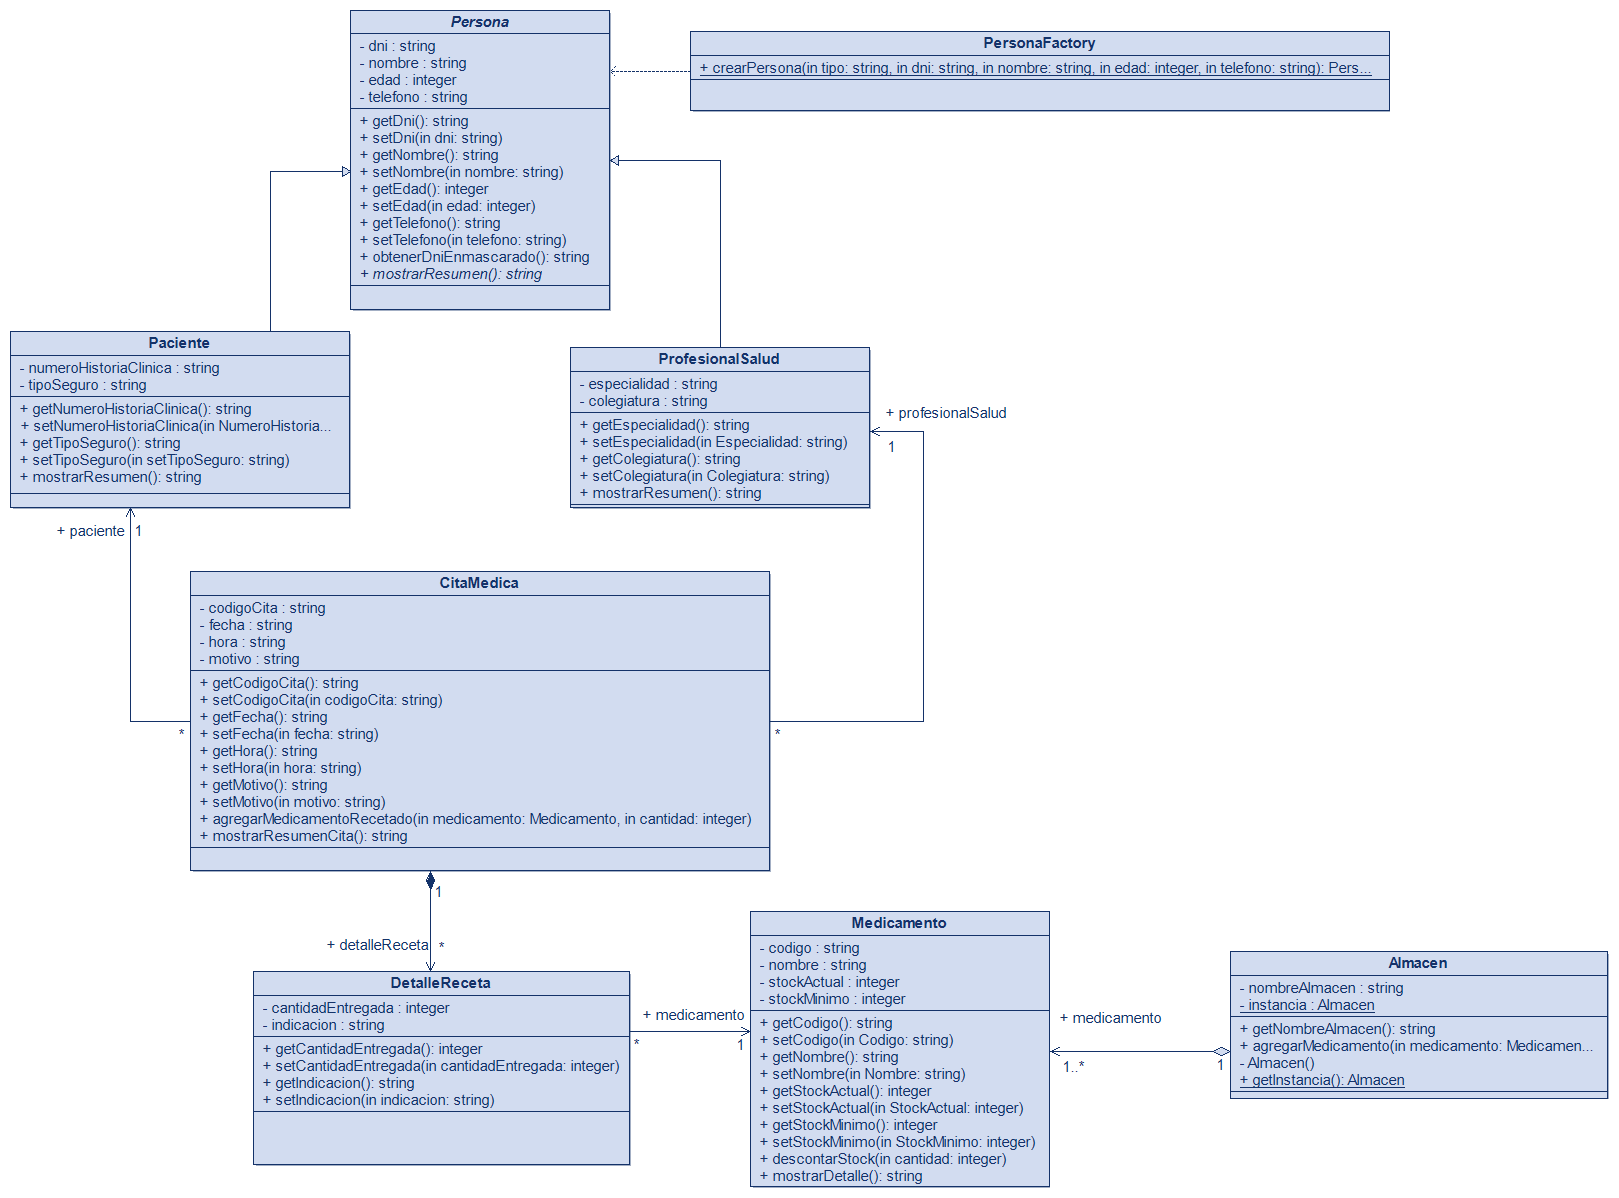 Persona
- dni : string
- nombre : string
- edad : integer
- telefono : string
+ getDni(): string
+ setDni(in dni: string)
+ getNombre(): string
+ setNombre(in nombre: string)
+ getEdad(): integer
+ setEdad(in edad: integer)
+ getTelefono(): string
+ setTelefono(in telefono: string)
+ obtenerDniEnmascarado(): string
+ mostrarResumen(): string
PersonaFactory
+ crearPersona(in tipo: string, in dni: string, in nombre: string, in edad: integer, in telefono: string): Pers...
Paciente
- numeroHistoriaClinica : string
- tipoSeguro : string
+ getNumeroHistoriaClinica(): string
+ setNumeroHistoriaClinica(in NumeroHistoria...
+ getTipoSeguro(): string
+ setTipoSeguro(in setTipoSeguro: string)
+ mostrarResumen(): string
ProfesionalSalud
- especialidad : string
- colegiatura : string
+ getEspecialidad(): string
+ setEspecialidad(in Especialidad: string)
+ getColegiatura(): string
+ setColegiatura(in Colegiatura: string)
+ mostrarResumen(): string
+ profesionalSalud
1
+ paciente 1
CitaMedica
- codigoCita : string
- fecha : string
- hora : string
- motivo : string
+ getCodigoCita(): string
+ setCodigoCita(in codigoCita: string)
+ getFecha(): string
+ setFecha(in fecha: string)
+ getHora(): string
+ setHora(in hora: string)
+ getMotivo(): string
+ setMotivo(in motivo: string)
+ agregarMedicamentoRecetado(in medicamento: Medicamento, in cantidad: integer)
+ mostrarResumenCita(): string
*
*
1
+ detalleReceta *
DetalleReceta
- cantidadEntregada : integer
- indicacion : string
+ getCantidadEntregada(): integer
+ setCantidadEntregada(in cantidadEntregada: integer)
+ getIndicacion(): string
+ setIndicacion(in indicacion: string)
+ medicamento
*
1
Medicamento
- codigo : string
- nombre : string
- stockActual : integer
- stockMinimo : integer
+ getCodigo(): string
+ setCodigo(in Codigo: string)
+ getNombre(): string
+ setNombre(in Nombre: string)
+ getStockActual(): integer
+ setStockActual(in StockActual: integer)
+ getStockMinimo(): integer
+ setStockMinimo(in StockMinimo: integer)
+ descontarStock(in cantidad: integer)
+ mostrarDetalle(): string
+ medicamento
1..*
1
Almacen
- nombreAlmacen : string
- instancia : Almacen
+ getNombreAlmacen(): string
+ agregarMedicamento(in medicamento: Medicamen...
- Almacen()
+ getInstancia(): Almacen